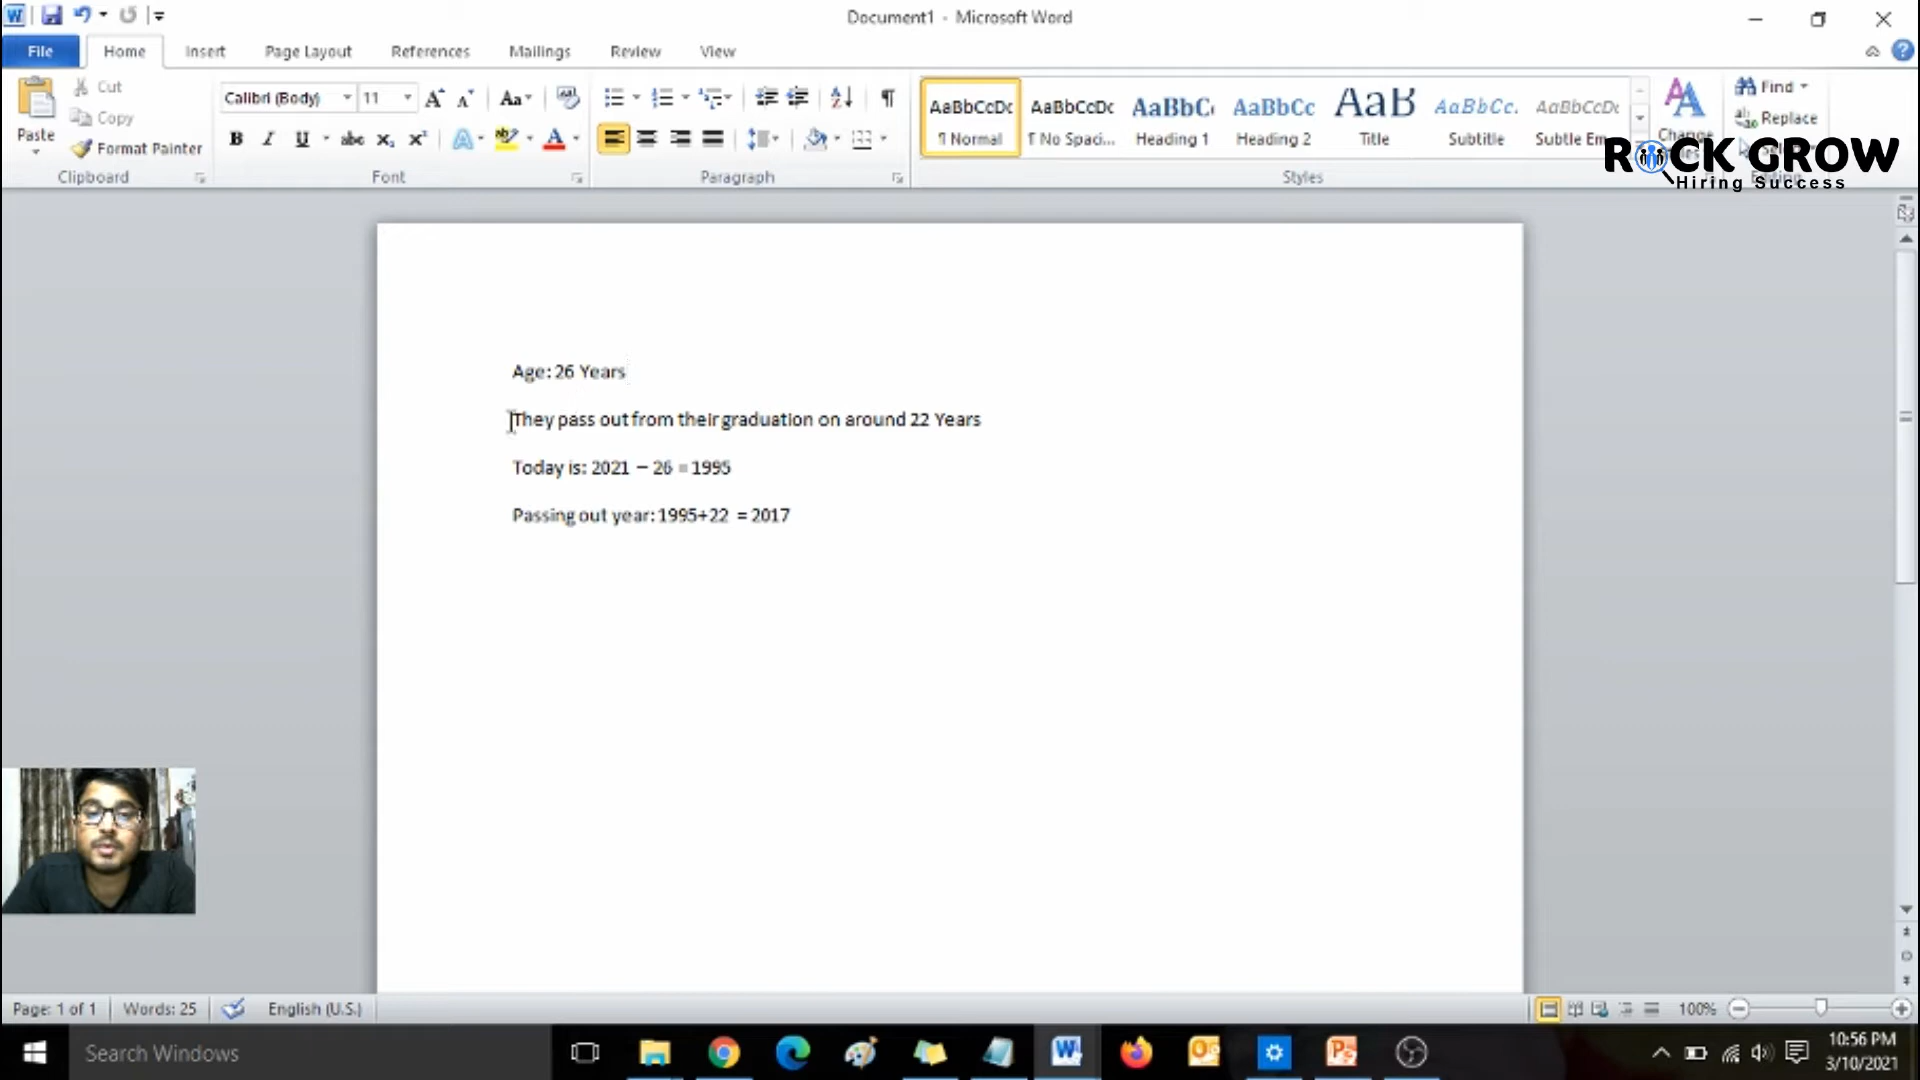 Document1 - Microsoft Word
File Home Insert Page Layout References Mailings Review View
Paste
Cut
Copy
Format Painter
Clipboard
Calibri (Body) 11
Font
Paragraph
AaBbCcDc AaBbCcDc AaBbC AaBbCc AaB AaBbCc. AaBbCcDc
¶ Normal ¶ No Spaci... Heading 1 Heading 2 Title Subtitle Subtle Em
Styles
Change
Find
Replace
Editing
ROCK GROW
Hiring Success
Age: 26 Years
They pass out from their graduation on around 22 Years
Today is: 2021 – 26 = 1995
Passing out year: 1995+22 = 2017
Page: 1 of 1 Words: 25 English (U.S.) 100%
Search Windows
10:56 PM
3/10/2021